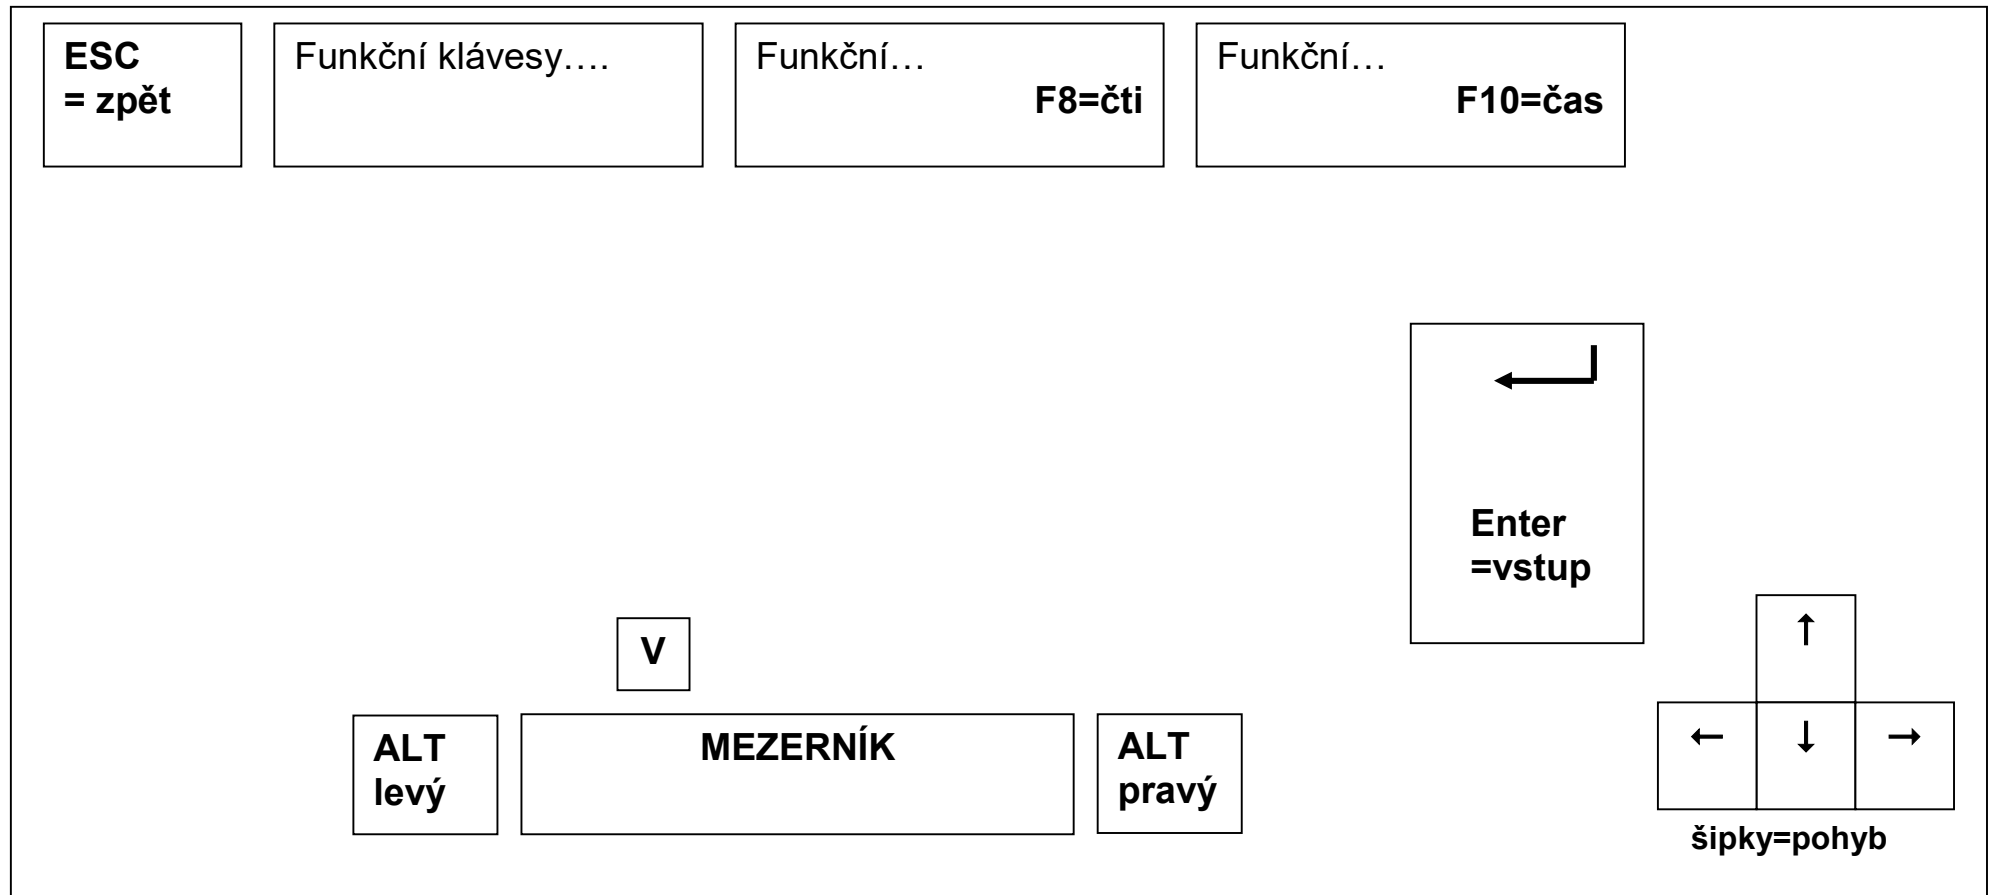 ESC
= zpět
Funkční klávesy….
Funkční…
F8=čti
Funkční…
F10=čas
Enter
=vstup
V
ALT
levý
MEZERNÍK
ALT
pravý
↑
← ↓ →
šipky=pohyb